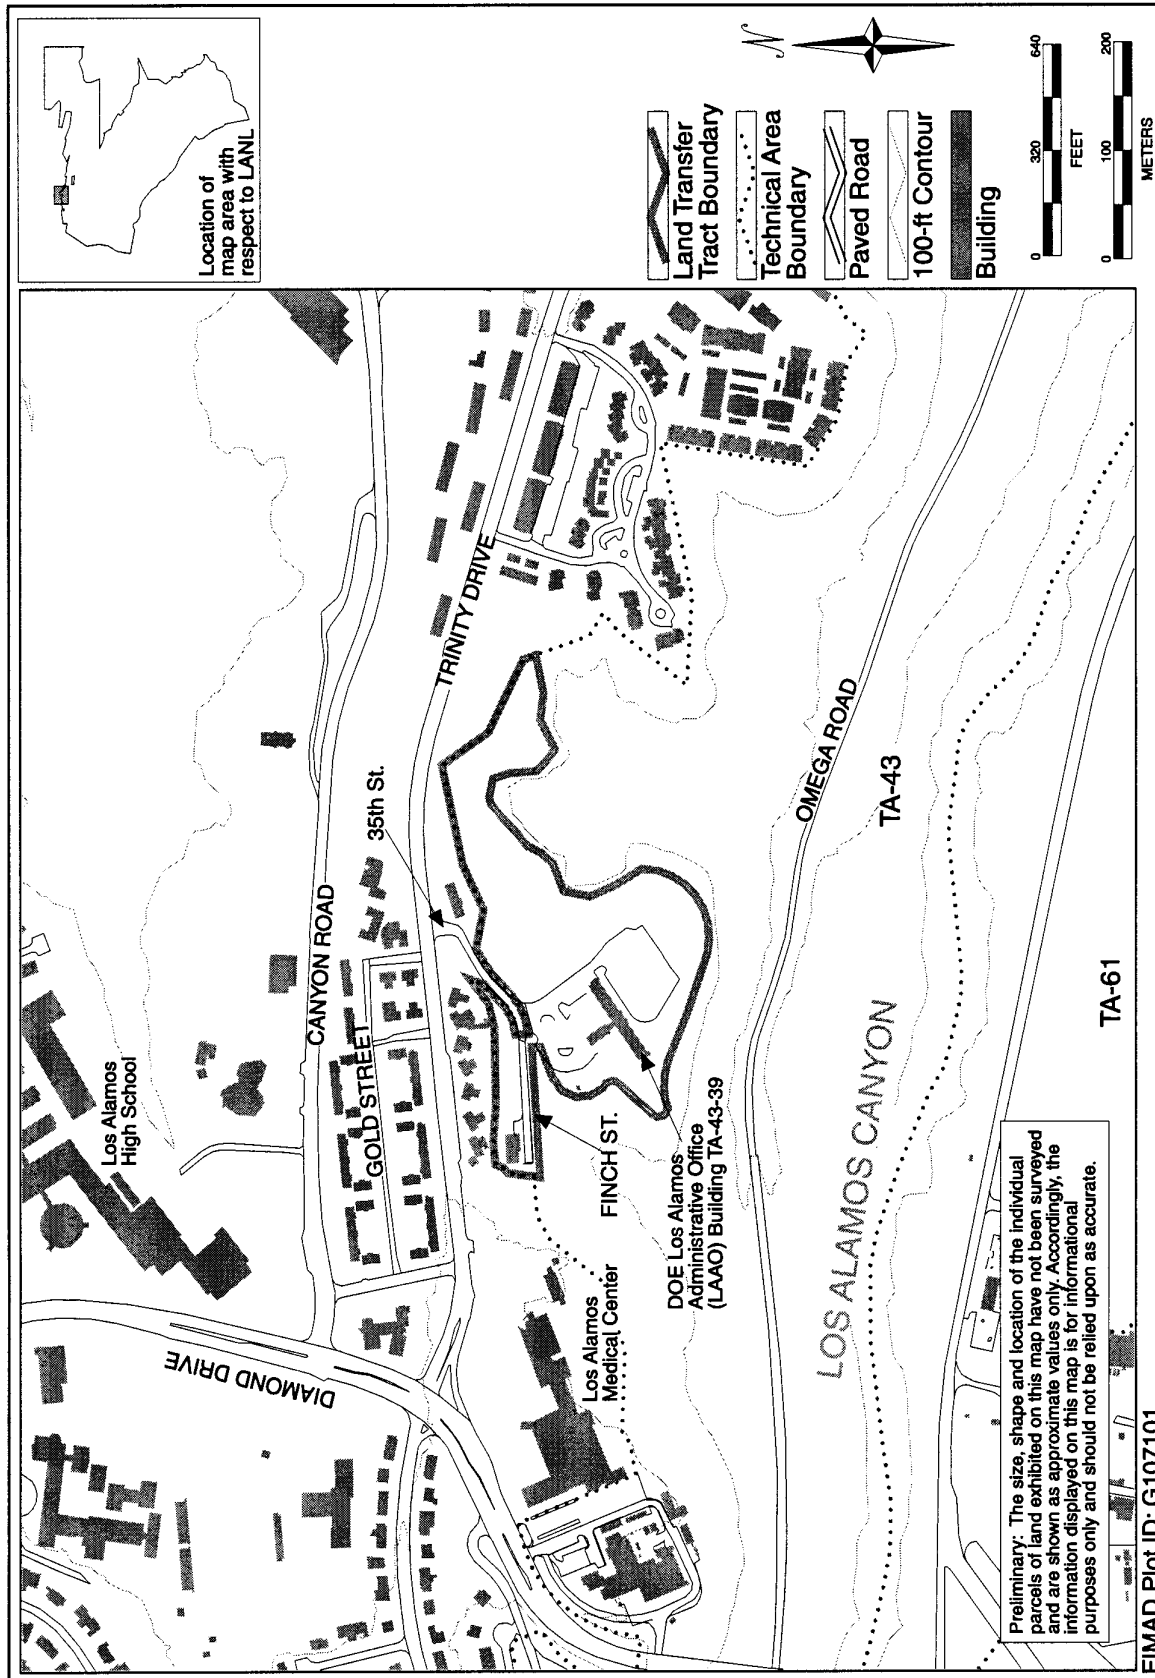 Location of
map area with
respect to LANL
N
Land Transfer
Tract Boundary
Technical Area
Boundary
Paved Road
100-ft Contour
Building
0 320 640
FEET
0 100 200
METERS
Los Alamos
High School
CANYON ROAD
GOLD STREET
35th St.
TRINITY DRIVE
DIAMOND DRIVE
FINCH ST.
Los Alamos
Medical Center
DOE Los Alamos
Administrative Office
(LAAO) Building TA-43-39
OMEGA ROAD
TA-43
LOS ALAMOS CANYON
TA-61
Preliminary: The size, shape and location of the individual
parcels of land exhibited on this map have not been surveyed
and are shown as approximate values only. Accordingly, the
information displayed on this map is for informational
purposes only and should not be relied upon as accurate.
FIMAD Plot ID: G107101